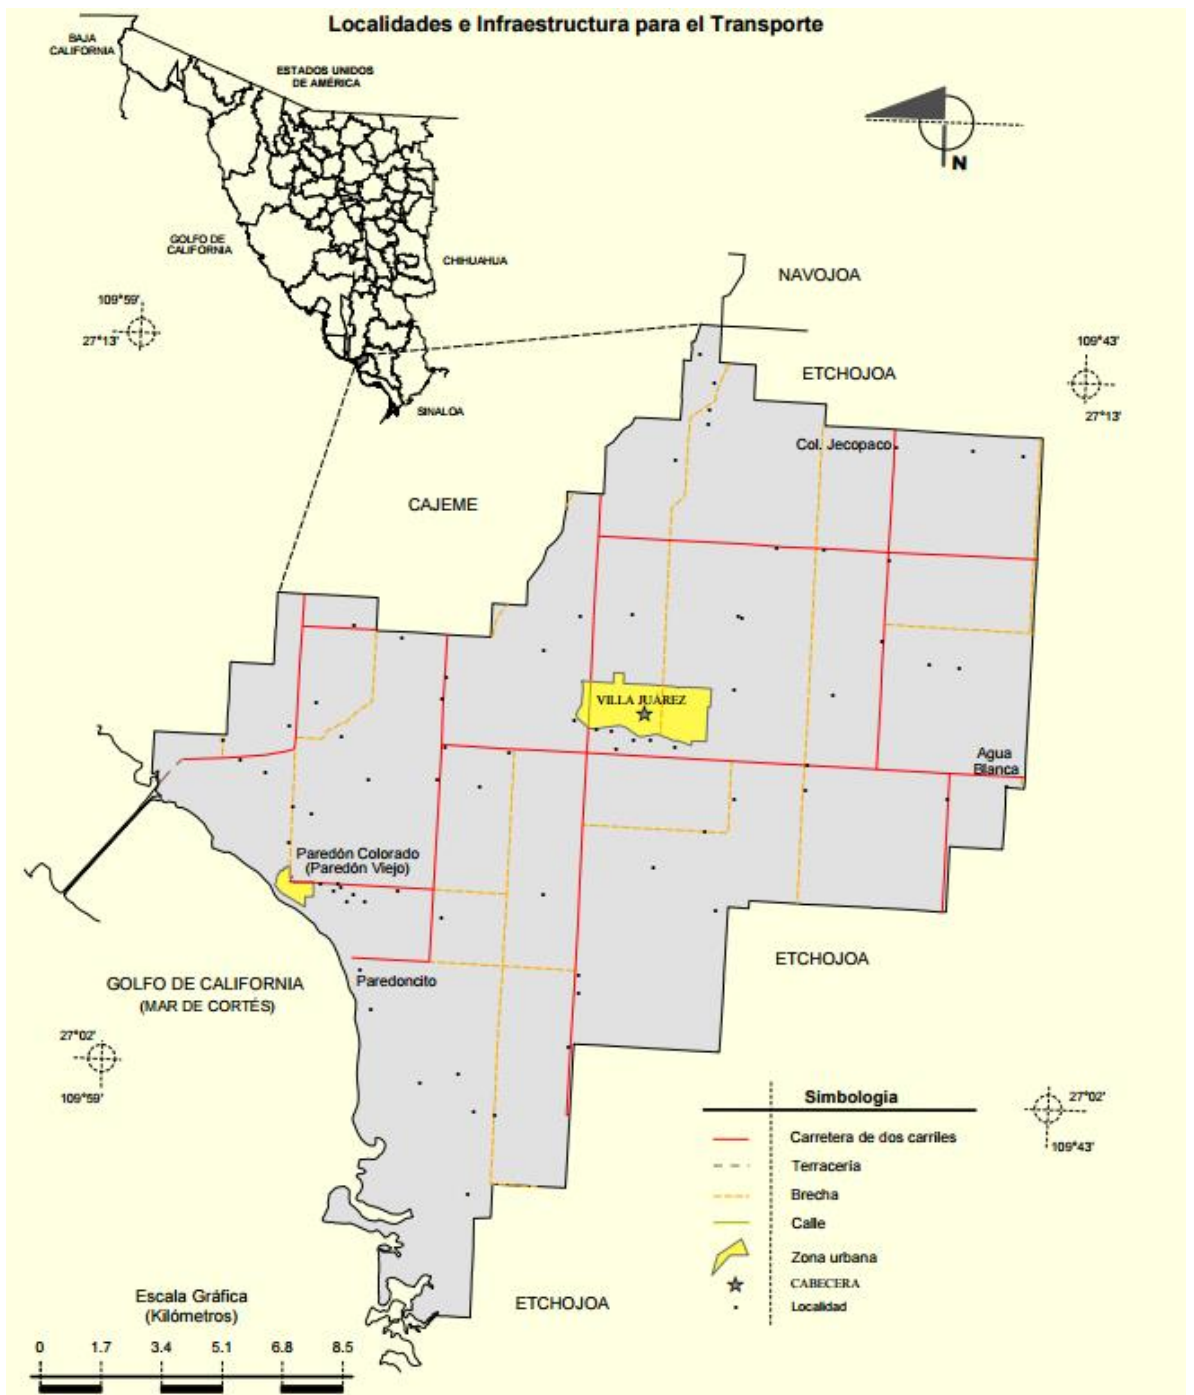 Localidades e Infraestructura para el Transporte
BAJA
CALIFORNIA
ESTADOS UNIDOS
DE AMÉRICA
N
GOLFO DE
CALIFORNIA
CHIHUAHUA
NAVOJOA
109°59'
27°13'
109°43'
27°13'
ETCHOJOA
SINALOA
Col. Jecopaco
CAJEME
VILLA JUÁREZ
Agua
Blanca
Paredón Colorado
(Paredón Viejo)
ETCHOJOA
GOLFO DE CALIFORNIA
(MAR DE CORTÉS)
Paredoncito
27°02'
109°59'
27°02'
109°43'
Simbología
Carretera de dos carriles
Terracería
Brecha
Calle
Zona urbana
CABECERA
Localidad
Escala Gráfica
(Kilómetros)
ETCHOJOA
0 1.7 3.4 5.1 6.8 8.5